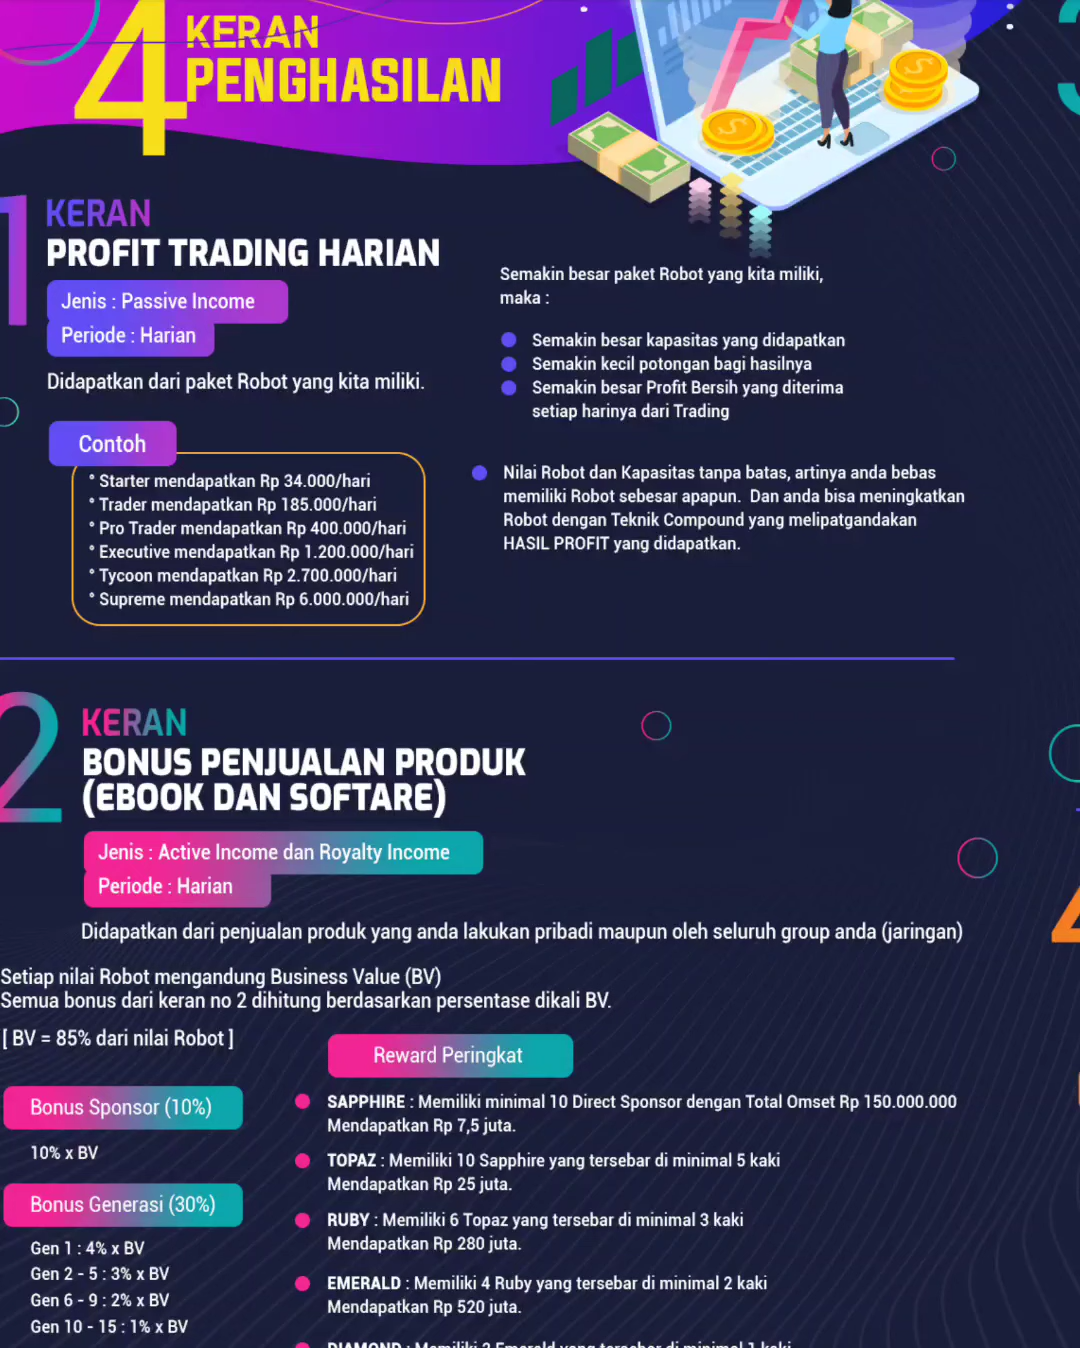 4 KERAN
PENGHASILAN
1 KERAN
PROFIT TRADING HARIAN
Jenis : Passive Income
Periode : Harian
Didapatkan dari paket Robot yang kita miliki.
Contoh
° Starter mendapatkan Rp 34.000/hari
° Trader mendapatkan Rp 185.000/hari
° Pro Trader mendapatkan Rp 400.000/hari
° Executive mendapatkan Rp 1.200.000/hari
° Tycoon mendapatkan Rp 2.700.000/hari
° Supreme mendapatkan Rp 6.000.000/hari
Semakin besar paket Robot yang kita miliki,
maka :
Semakin besar kapasitas yang didapatkan
Semakin kecil potongan bagi hasilnya
Semakin besar Profit Bersih yang diterima
setiap harinya dari Trading
Nilai Robot dan Kapasitas tanpa batas, artinya anda bebas
memiliki Robot sebesar apapun. Dan anda bisa meningkatkan
Robot dengan Teknik Compound yang melipatgandakan
HASIL PROFIT yang didapatkan.
2 KERAN
BONUS PENJUALAN PRODUK
(EBOOK DAN SOFTARE)
Jenis : Active Income dan Royalty Income
Periode : Harian
Didapatkan dari penjualan produk yang anda lakukan pribadi maupun oleh seluruh group anda (jaringan)
Setiap nilai Robot mengandung Business Value (BV)
Semua bonus dari keran no 2 dihitung berdasarkan persentase dikali BV.
[ BV = 85% dari nilai Robot ]
Bonus Sponsor (10%)
10% x BV
Bonus Generasi (30%)
Gen 1 : 4% x BV
Gen 2 - 5 : 3% x BV
Gen 6 - 9 : 2% x BV
Gen 10 - 15 : 1% x BV
Reward Peringkat
SAPPHIRE : Memiliki minimal 10 Direct Sponsor dengan Total Omset Rp 150.000.000
Mendapatkan Rp 7,5 juta.
TOPAZ : Memiliki 10 Sapphire yang tersebar di minimal 5 kaki
Mendapatkan Rp 25 juta.
RUBY : Memiliki 6 Topaz yang tersebar di minimal 3 kaki
Mendapatkan Rp 280 juta.
EMERALD : Memiliki 4 Ruby yang tersebar di minimal 2 kaki
Mendapatkan Rp 520 juta.